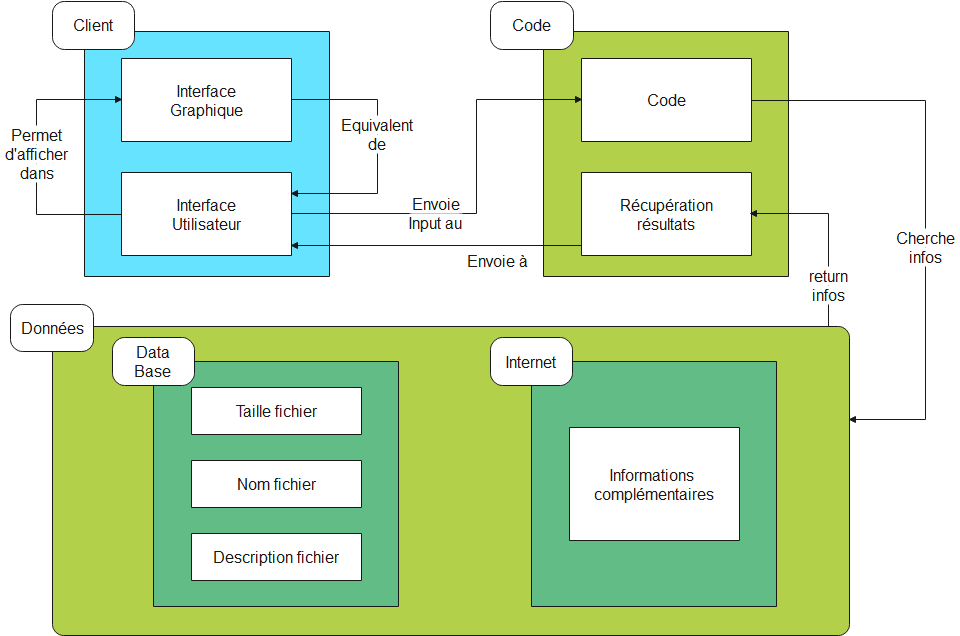 Client
Code
Interface
Graphique
Code
Equivalent
de
Permet
d'afficher
dans
Interface
Utilisateur
Envoie
Input au
Récupération
résultats
Envoie à
Cherche
infos
return
infos
Données
Data
Base
Internet
Taille fichier
Nom fichier
Description fichier
Informations
complémentaires